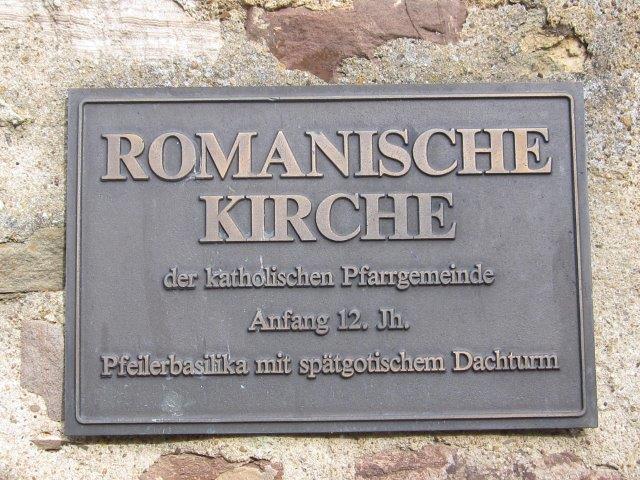 ROMANISCHE
KIRCHE
der katholischen Pfarrgemeinde
Anfang 12. Jh.
Pfeilerbasilika mit spätgotischem Dachturm